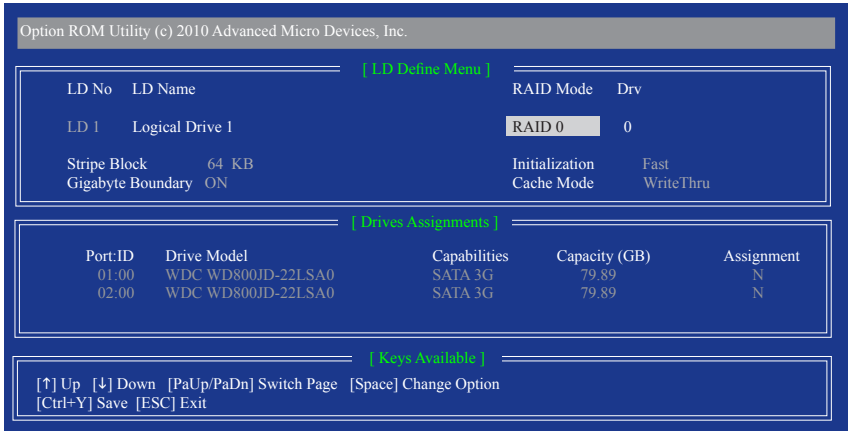 Option ROM Utility (c) 2010 Advanced Micro Devices, Inc.
[ LD Define Menu ]
LD No LD Name RAID Mode Drv
LD 1 Logical Drive 1 RAID 0 0
Stripe Block 64 KB Initialization Fast
Gigabyte Boundary ON Cache Mode WriteThru
[ Drives Assignments ]
Port:ID Drive Model Capabilities Capacity (GB) Assignment
01:00 WDC WD800JD-22LSA0 SATA 3G 79.89 N
02:00 WDC WD800JD-22LSA0 SATA 3G 79.89 N
[ Keys Available ]
[↑] Up [↓] Down [PaUp/PaDn] Switch Page [Space] Change Option
[Ctrl+Y] Save [ESC] Exit